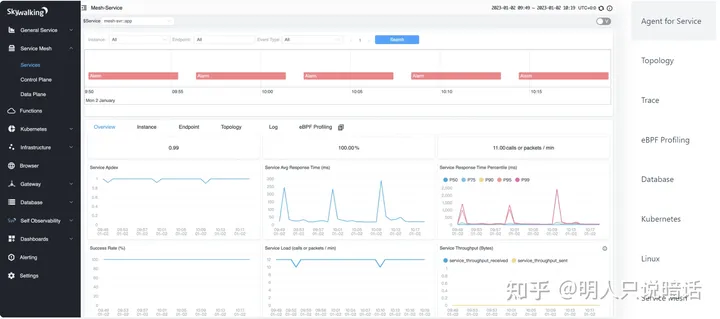 Skywalking
General Service
Service Mesh
Services
Control Plane
Data Plane
Functions
Kubernetes
Infrastructure
Browser
Gateway
Database
Self Observability
Dashboards
Alerting
Settings
Mesh-Service
2023-01-02 09:49 ~ 2023-01-02 10:19 UTC+0:0
$Service mesh-svr::app
Instance All Endpoint All Event Type All 1 Search
Alarm Alarm Alarm Alarm Alarm
9:50 09:55 10:00 10:05 10:10 10:15
Mon 2 January
Overview Instance Endpoint Topology Log eBPF Profiling
0.99 100.00% 11.00 calls or packets / min
Service Apdex
Service Avg Response Time (ms)
Service Response Time Percentile (ms)
P50 P75 P90 P95 P99
Success Rate (%)
Service Load (calls or packets / min)
Service Throughput (Bytes)
service_throughput_received service_throughput_sent
Agent for Service
Topology
Trace
eBPF Profiling
Database
Kubernetes
Linux
Service mesh
知乎 @明人只说暗话